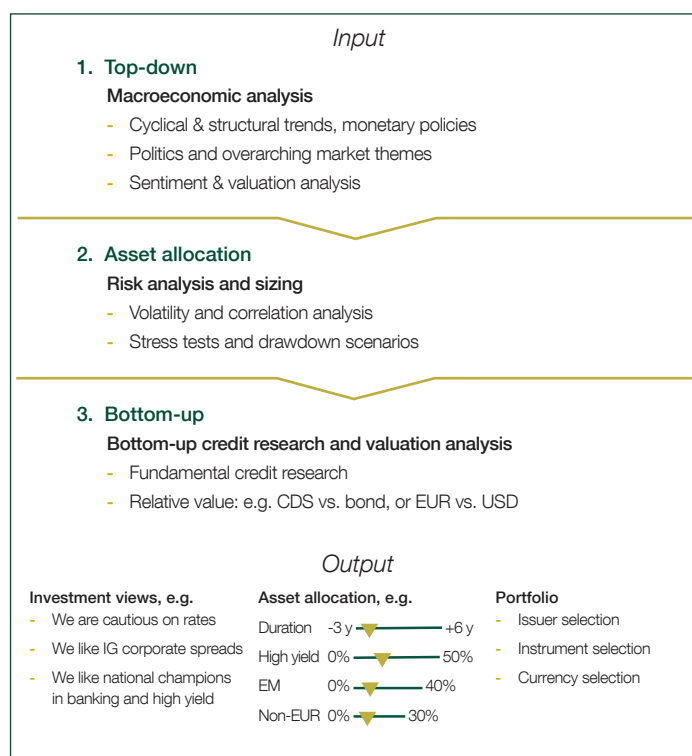 Input
1. Top-down
Macroeconomic analysis
- Cyclical & structural trends, monetary policies
- Politics and overarching market themes
- Sentiment & valuation analysis
2. Asset allocation
Risk analysis and sizing
- Volatility and correlation analysis
- Stress tests and drawdown scenarios
3. Bottom-up
Bottom-up credit research and valuation analysis
- Fundamental credit research
- Relative value: e.g. CDS vs. bond, or EUR vs. USD
Output
Investment views, e.g.
- We are cautious on rates
- We like IG corporate spreads
- We like national champions
in banking and high yield
Asset allocation, e.g.
Duration -3 y +6 y
High yield 0% 50%
EM 0% 40%
Non-EUR 0% 30%
Portfolio
- Issuer selection
- Instrument selection
- Currency selection